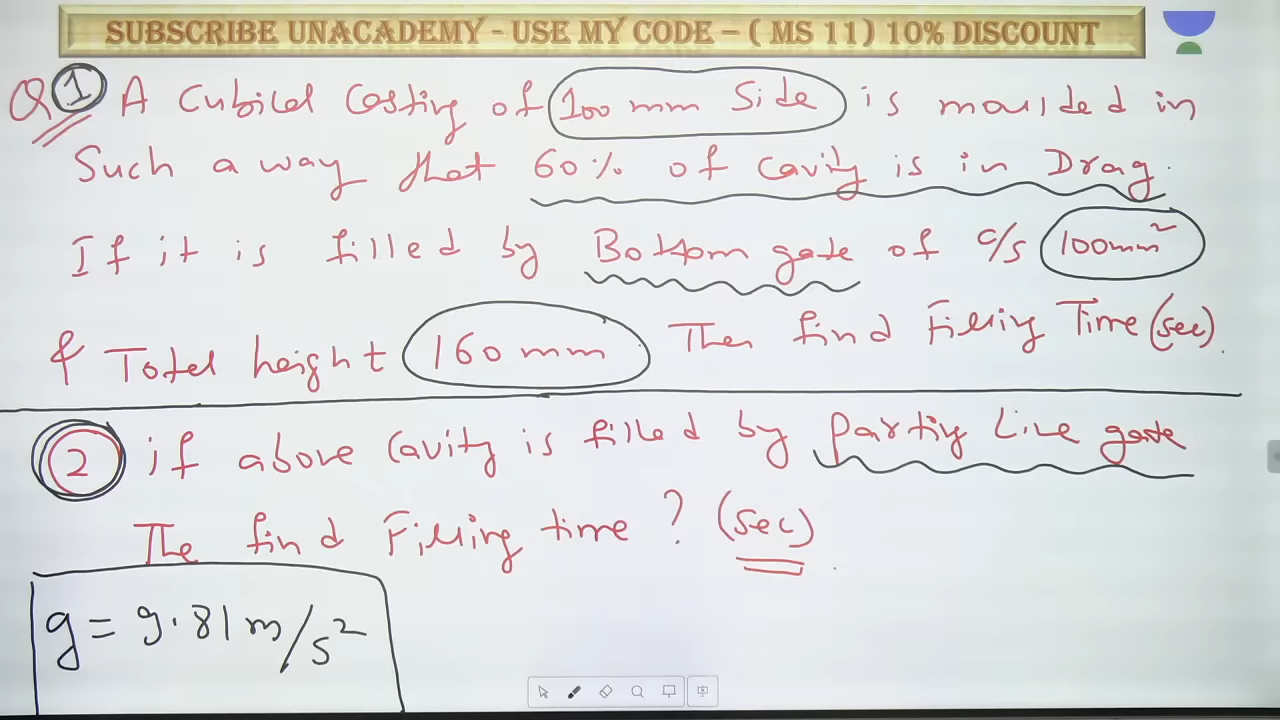 SUBSCRIBE UNACADEMY - USE MY CODE – ( MS 11) 10% DISCOUNT
Q 1 A Cubical Casting of 100 mm Side is moulded in
Such a way that 60% of Cavity is in Drag.
If it is filled by Bottom gate of c/s 100mm²
& Total height 160 mm Then find Filling Time (sec).
2 if above Cavity is filled by Partig Line gate
The find Filling time ? (Sec) .
g = 9.81 m/s²